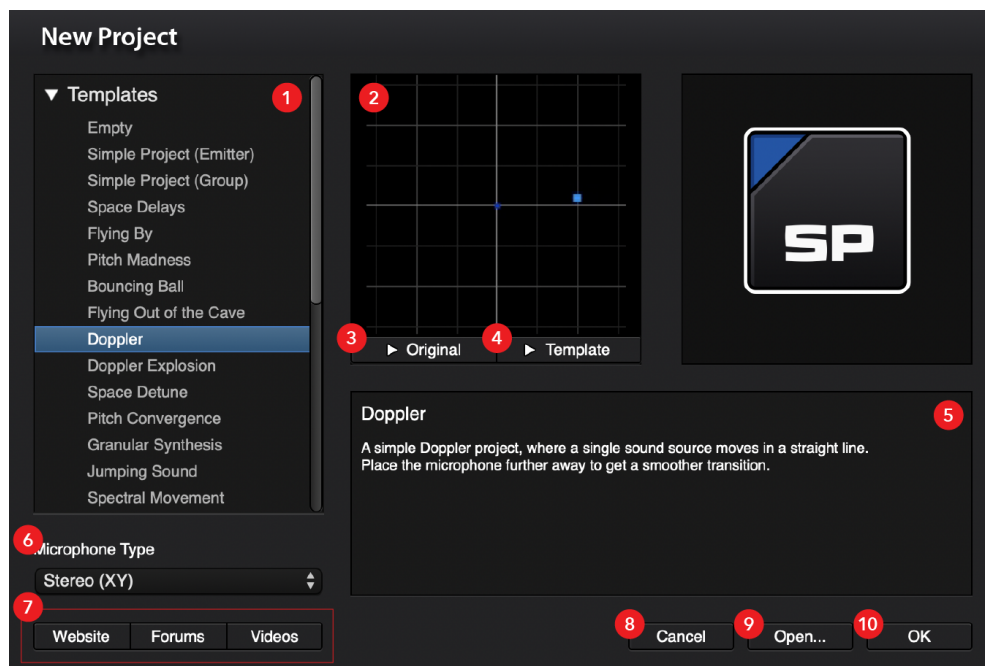 New Project
▼ Templates
1
Empty
Simple Project (Emitter)
Simple Project (Group)
Space Delays
Flying By
Pitch Madness
Bouncing Ball
Flying Out of the Cave
Doppler
Doppler Explosion
Space Detune
Pitch Convergence
Granular Synthesis
Jumping Sound
Spectral Movement
2
3
▶ Original
4
▶ Template
SP
Doppler
5
A simple Doppler project, where a single sound source moves in a straight line.
Place the microphone further away to get a smoother transition.
6
Microphone Type
Stereo (XY)
7
Website
Forums
Videos
8
Cancel
9
Open...
10
OK